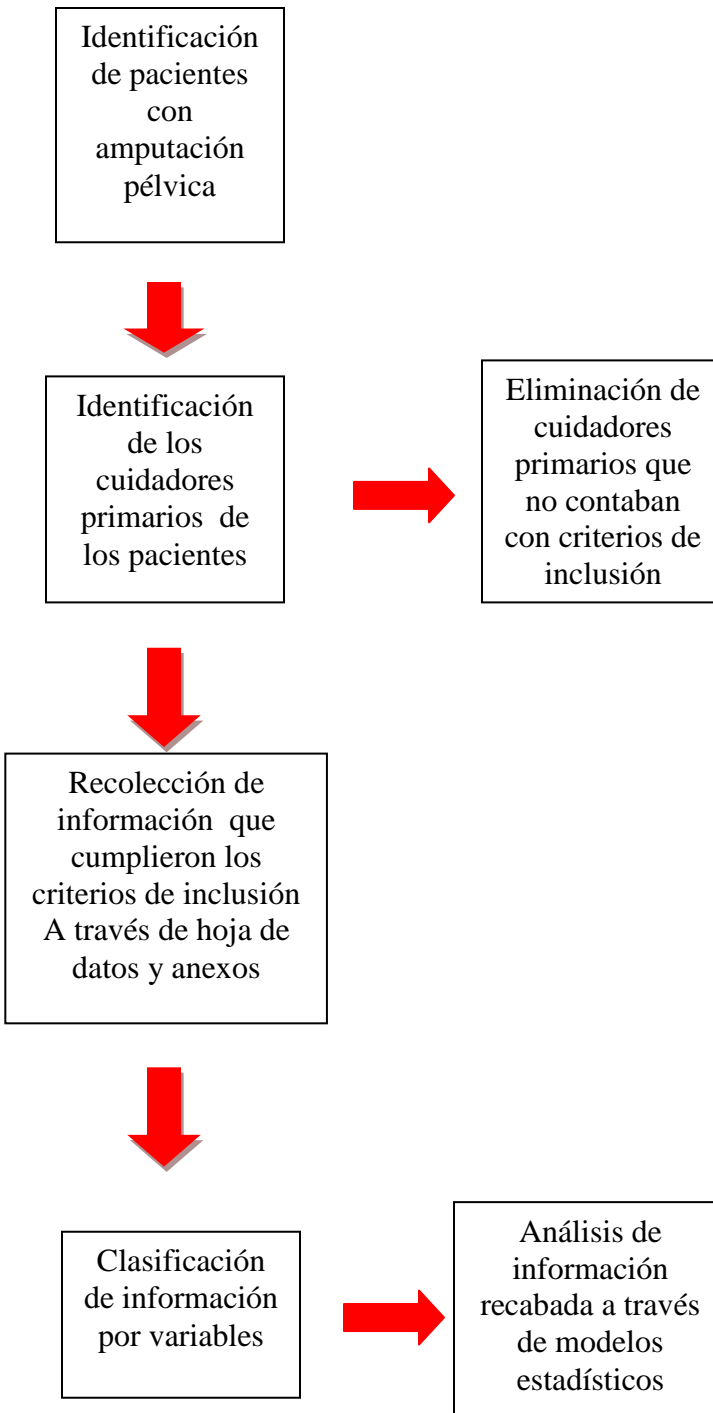 Identificación
de pacientes
con
amputación
pélvica
Identificación
de los
cuidadores
primarios de
los pacientes
Eliminación de
cuidadores
primarios que
no contaban
con criterios de
inclusión
Recolección de
información que
cumplieron los
criterios de inclusión
A través de hoja de
datos y anexos
Clasificación
de información
por variables
Análisis de
información
recabada a través
de modelos
estadísticos